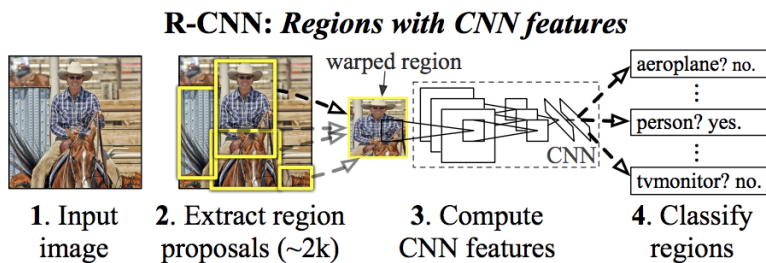 R-CNN: Regions with CNN features
warped region
aeroplane? no.
⋮
person? yes.
⋮
tvmonitor? no.
CNN
1. Input
image
2. Extract region
proposals (~2k)
3. Compute
CNN features
4. Classify
regions